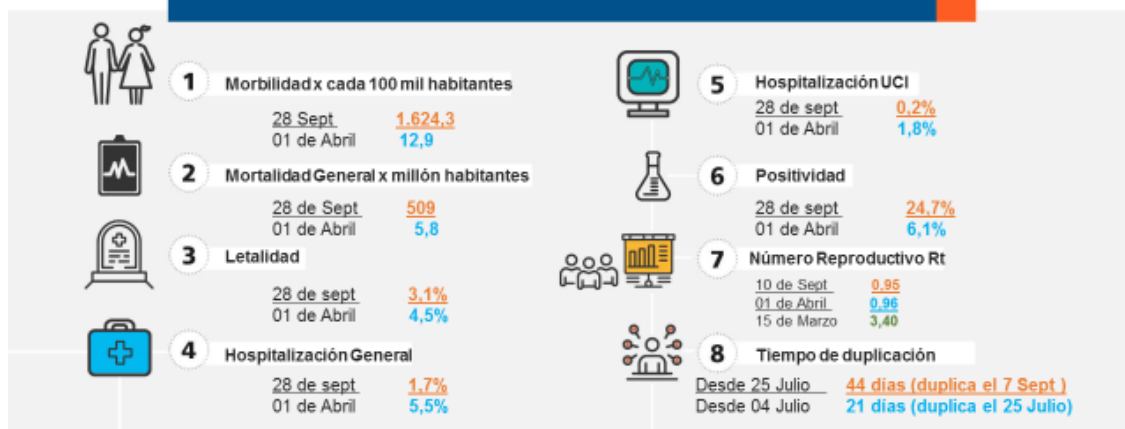 1 Morbilidad x cada 100 mil habitantes
28 Sept 1.624,3
01 de Abril 12,9
2 Mortalidad General x millón habitantes
28 de Sept 509
01 de Abril 5,8
3 Letalidad
28 de sept 3,1%
01 de Abril 4,5%
4 Hospitalización General
28 de sept 1,7%
01 de Abril 5,5%
5 Hospitalización UCI
28 de sept 0,2%
01 de Abril 1,8%
6 Positividad
28 de sept 24,7%
01 de Abril 6,1%
7 Número Reproductivo Rt
10 de Sept 0,95
01 de Abril 0,96
15 de Marzo 3,40
8 Tiempo de duplicación
Desde 25 Julio 44 días (duplica el 7 Sept )
Desde 04 Julio 21 días (duplica el 25 Julio)